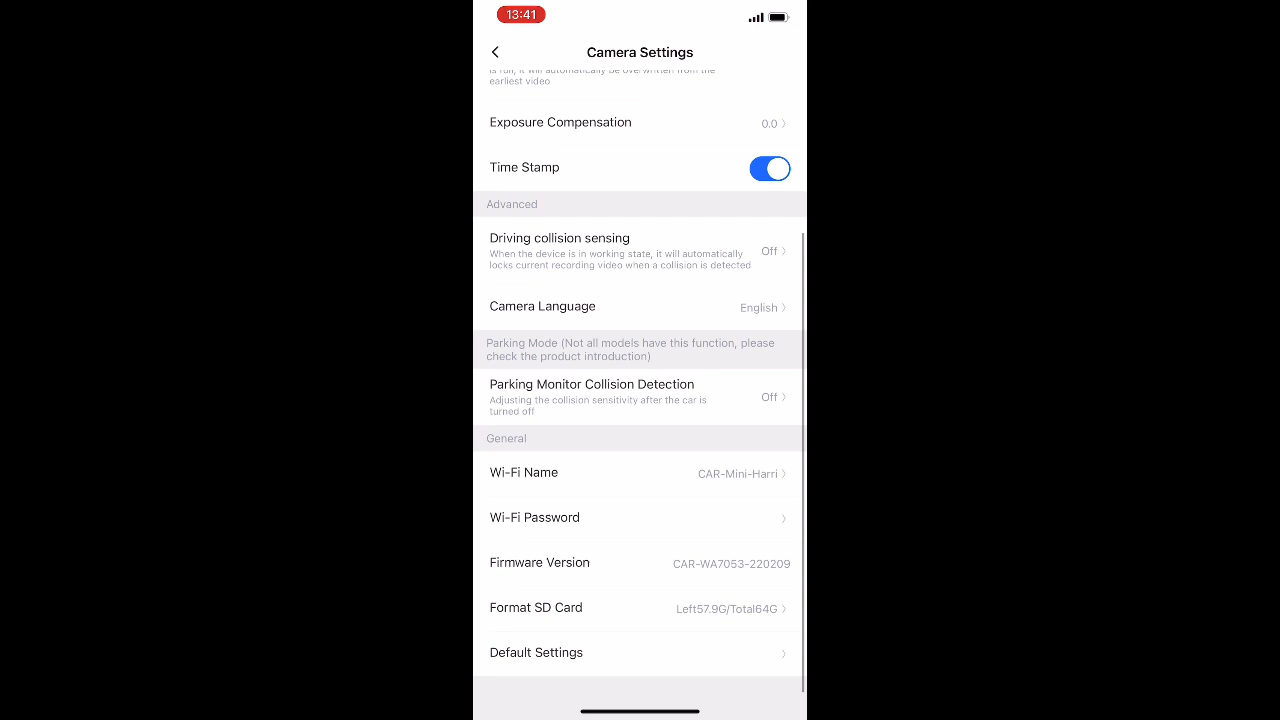 13:41
Camera Settings
is full, it will automatically be overwritten from the
earliest video
Exposure Compensation
0.0
Time Stamp
Advanced
Driving collision sensing
When the device is in working state, it will automatically
locks current recording video when a collision is detected
Off
Camera Language
English
Parking Mode (Not all models have this function, please
check the product introduction)
Parking Monitor Collision Detection
Adjusting the collision sensitivity after the car is
turned off
Off
General
Wi-Fi Name
CAR-Mini-Harri
Wi-Fi Password
Firmware Version
CAR-WA7053-220209
Format SD Card
Left57.9G/Total64G
Default Settings